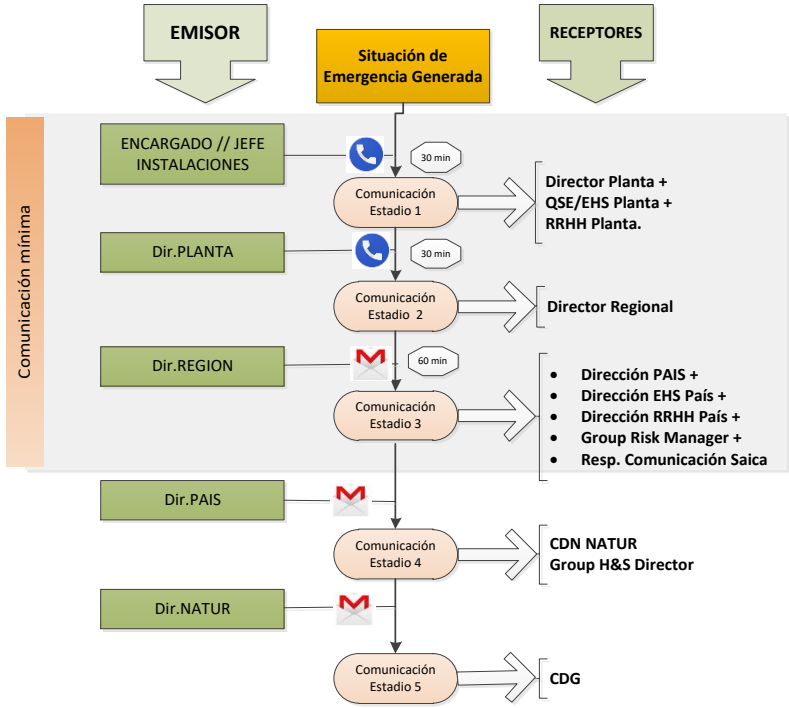 EMISOR
Situación de
Emergencia Generada
RECEPTORES
Comunicación mínima
ENCARGADO // JEFE
INSTALACIONES
30 min
Comunicación
Estadio 1
Director Planta +
QSE/EHS Planta +
RRHH Planta.
Dir.PLANTA
30 min
Comunicación
Estadio 2
Director Regional
Dir.REGION
60 min
Comunicación
Estadio 3
• Dirección PAIS +
• Dirección EHS País +
• Dirección RRHH País +
• Group Risk Manager +
• Resp. Comunicación Saica
Dir.PAIS
Comunicación
Estadio 4
CDN NATUR
Group H&S Director
Dir.NATUR
Comunicación
Estadio 5
CDG